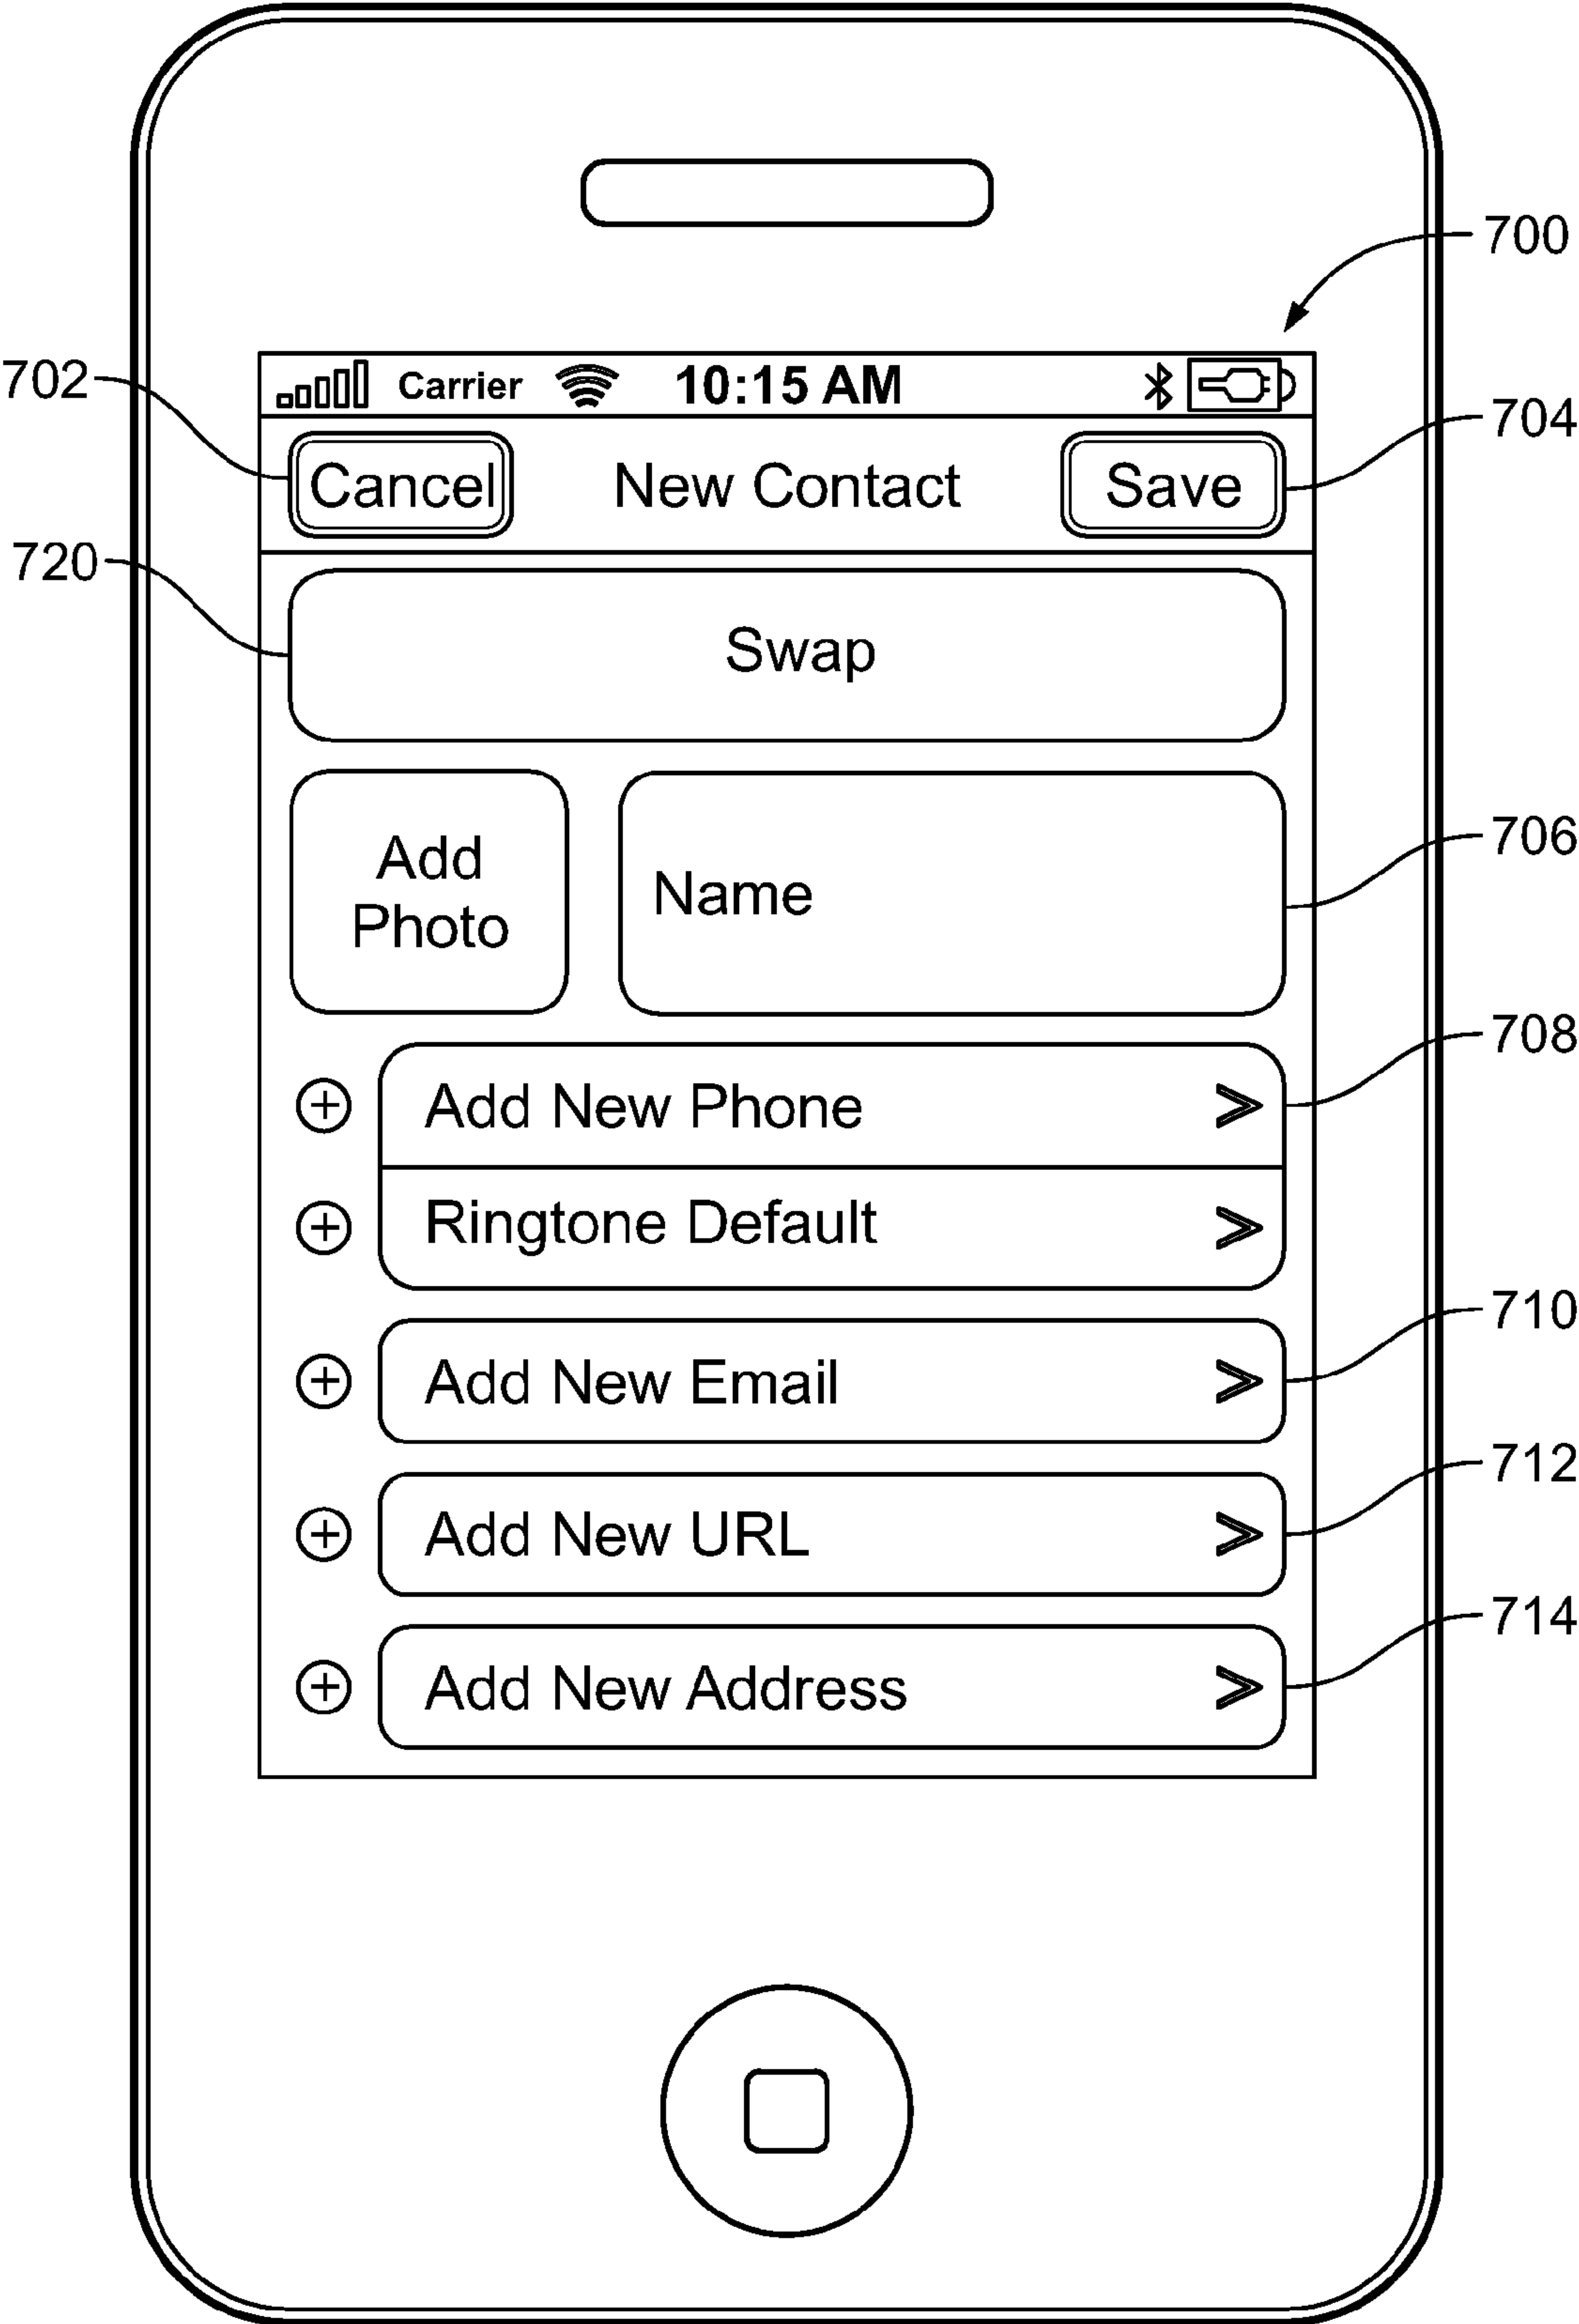 700
702
Carrier 10:15 AM
704
Cancel New Contact Save
720
Swap
706
Add
Photo
Name
708
Add New Phone >
Ringtone Default >
710
Add New Email >
712
Add New URL >
714
Add New Address >